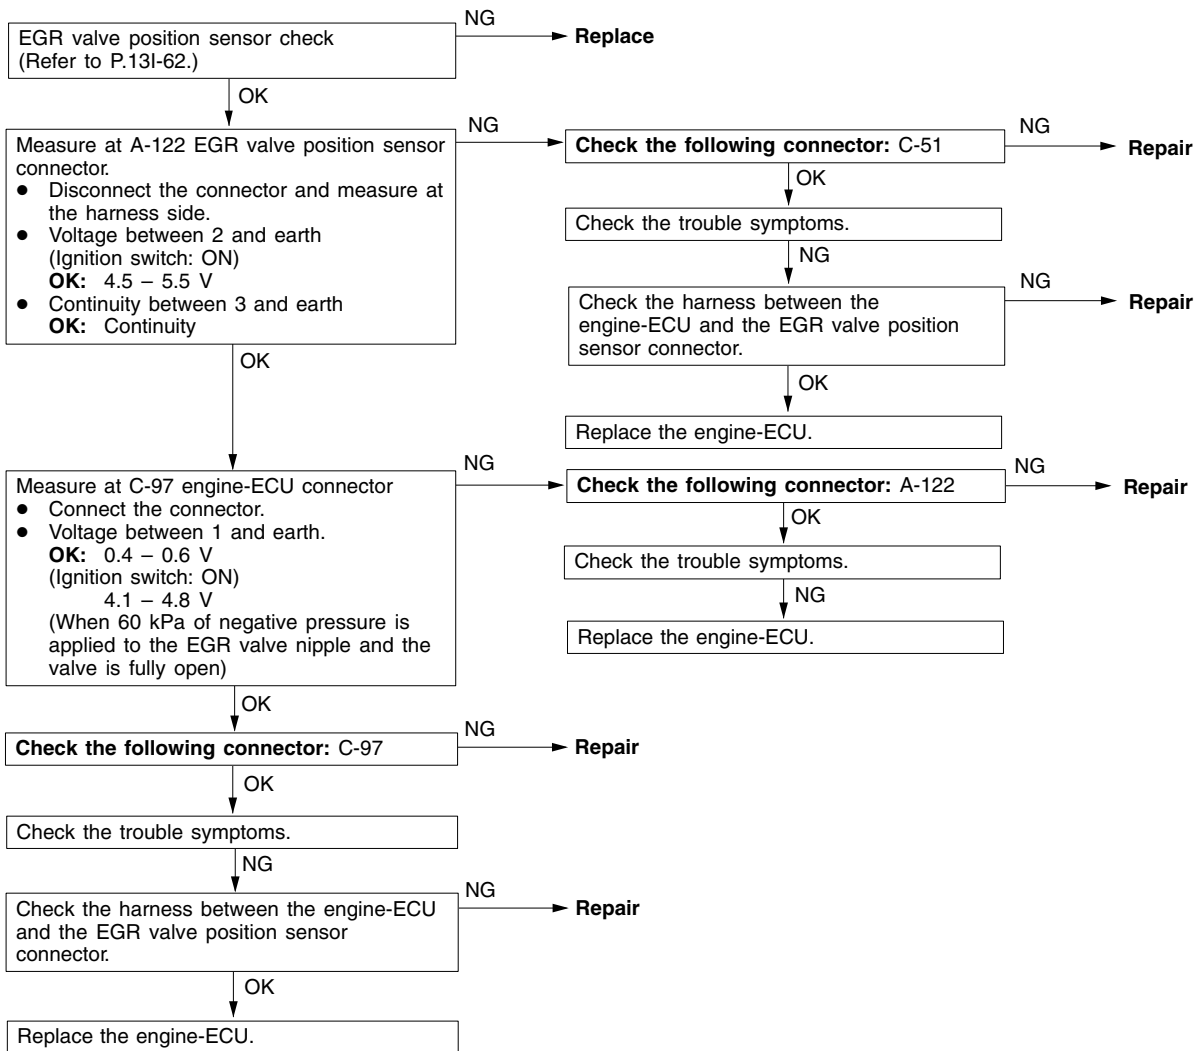 EGR valve position sensor check
(Refer to P.13I-62.)
NG
Replace
OK
Measure at A-122 EGR valve position sensor
connector.
● Disconnect the connector and measure at
the harness side.
● Voltage between 2 and earth
(Ignition switch: ON)
OK: 4.5 – 5.5 V
● Continuity between 3 and earth
OK: Continuity
NG
Check the following connector: C-51
NG
Repair
OK
Check the trouble symptoms.
NG
Check the harness between the
engine-ECU and the EGR valve position
sensor connector.
NG
Repair
OK
Replace the engine-ECU.
OK
Measure at C-97 engine-ECU connector
● Connect the connector.
● Voltage between 1 and earth.
OK: 0.4 – 0.6 V
(Ignition switch: ON)
4.1 – 4.8 V
(When 60 kPa of negative pressure is
applied to the EGR valve nipple and the
valve is fully open)
NG
Check the following connector: A-122
NG
Repair
OK
Check the trouble symptoms.
NG
Replace the engine-ECU.
OK
Check the following connector: C-97
NG
Repair
OK
Check the trouble symptoms.
NG
Check the harness between the engine-ECU
and the EGR valve position sensor
connector.
NG
Repair
OK
Replace the engine-ECU.